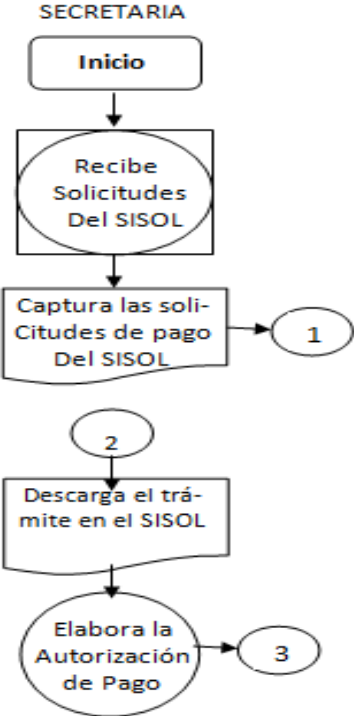 SECRETARIA
Inicio
Recibe
Solicitudes
Del SISOL
Captura las soli-
Citudes de pago
Del SISOL
1
2
Descarga el trá-
mite en el SISOL
Elabora la
Autorización
de Pago
3